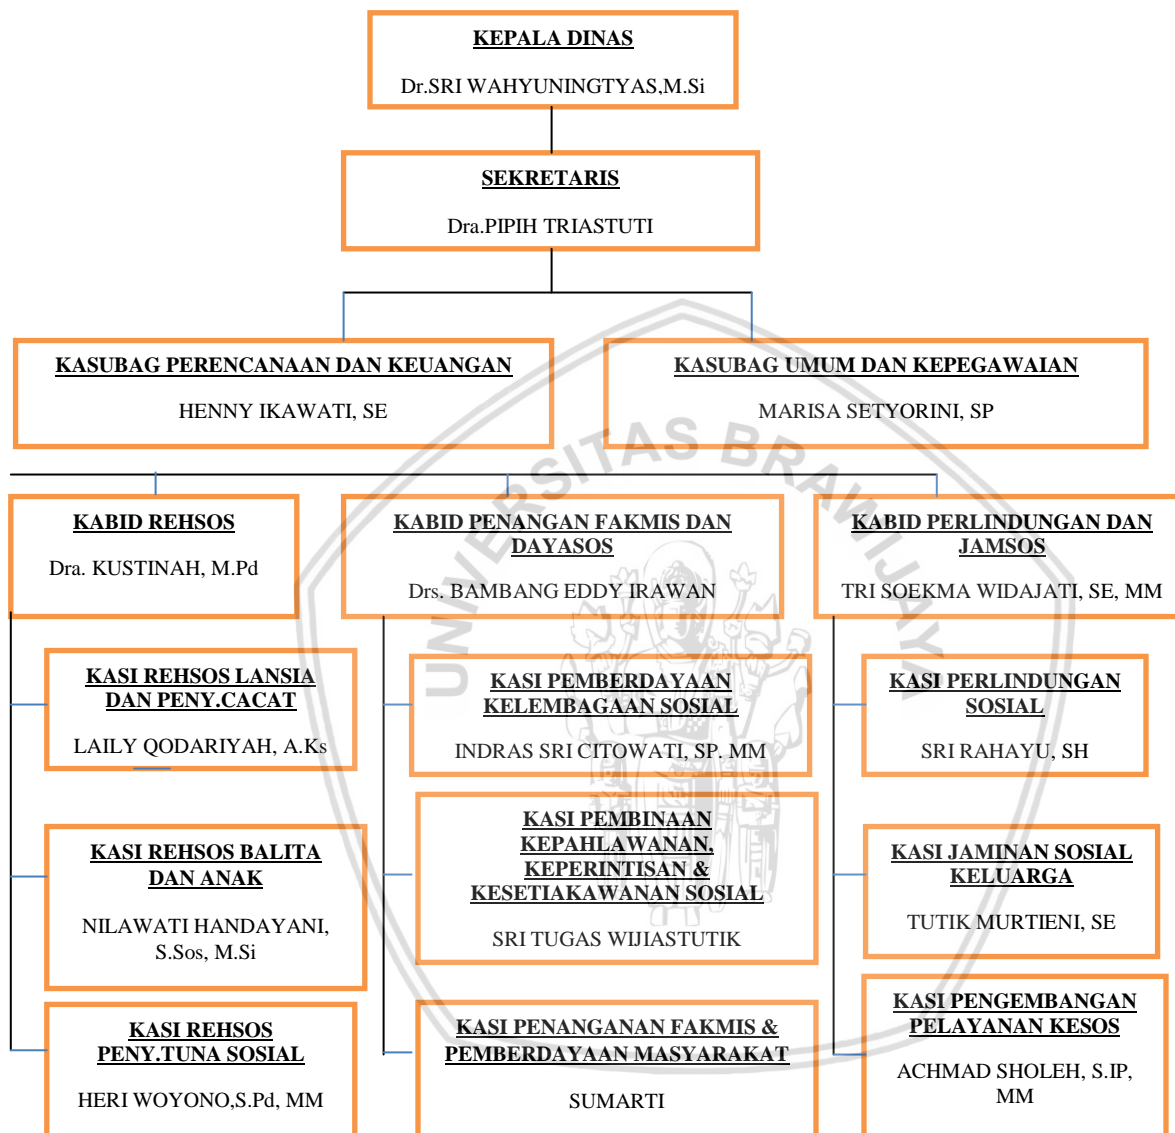 KEPALA DINAS
Dr.SRI WAHYUNINGTYAS,M.Si
SEKRETARIS
Dra.PIPIH TRIASTUTI
KASUBAG PERENCANAAN DAN KEUANGAN
HENNY IKAWATI, SE
KASUBAG UMUM DAN KEPEGAWAIAN
MARISA SETYORINI, SP
UNIVERSITAS BRAWIJAYA
KABID REHSOS
Dra. KUSTINAH, M.Pd
KABID PENANGAN FAKMIS DAN
DAYASOS
Drs. BAMBANG EDDY IRAWAN
KABID PERLINDUNGAN DAN
JAMSOS
TRI SOEKMA WIDAJATI, SE, MM
KASI REHSOS LANSIA
DAN PENY.CACAT
LAILY QODARIYAH, A.Ks
KASI PEMBERDAYAAN
KELEMBAGAAN SOSIAL
INDRAS SRI CITOWATI, SP. MM
KASI PERLINDUNGAN
SOSIAL
SRI RAHAYU, SH
KASI REHSOS BALITA
DAN ANAK
NILAWATI HANDAYANI,
S.Sos, M.Si
KASI PEMBINAAN
KEPAHLAWANAN,
KEPERINTISAN &
KESETIAKAWANAN SOSIAL
SRI TUGAS WIJIASTUTIK
KASI JAMINAN SOSIAL
KELUARGA
TUTIK MURTIENI, SE
KASI REHSOS
PENY.TUNA SOSIAL
HERI WOYONO,S.Pd, MM
KASI PENANGANAN FAKMIS &
PEMBERDAYAAN MASYARAKAT
SUMARTI
KASI PENGEMBANGAN
PELAYANAN KESOS
ACHMAD SHOLEH, S.IP,
MM